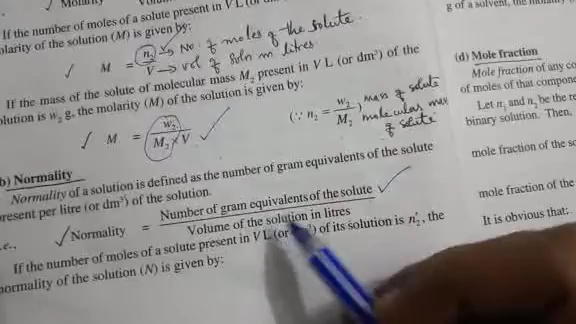 Molarity
If the number of moles of a solute present in V L (or
olarity of the solution (M) is given by:
M = n₂ / V
→ No. of moles of the solute.
→ vol of soln in litres
If the mass of the solute of molecular mass M₂ present in V L (or dm³) of the
olution is w₂ g, the molarity (M) of the solution is given by:
M = w₂ / M₂ × V
(∵ n₂ = w₂ / M₂)
mass of solute
molecular mass
of solute
b) Normality
Normality of a solution is defined as the number of gram equivalents of the solute
present per litre (or dm³) of the solution.
i.e., Normality = Number of gram equivalents of the solute / Volume of the solution in litres
If the number of moles of a solute present in V L (or of its solution is n₂′, the
normality of the solution (N) is given by:
g of a solvent, the
(d) Mole fraction
Mole fraction of any co
of moles of that compone
Let n₁ and n₂ be the re
binary solution. Then,
mole fraction of the so
mole fraction of the
It is obvious that: